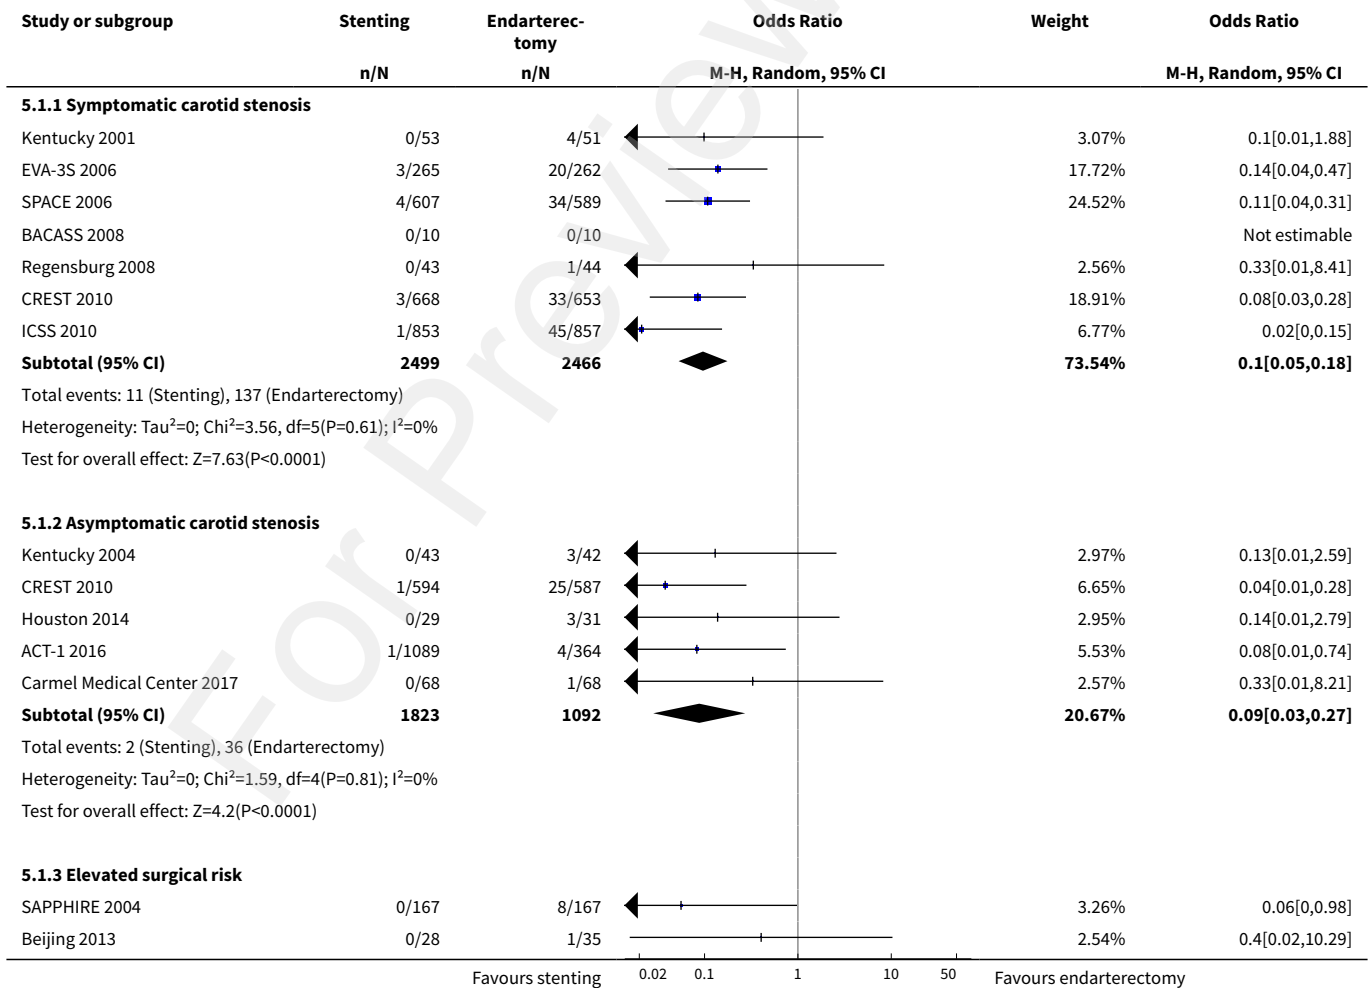 Study or subgroup Stenting Endarterec- Odds Ratio Weight Odds Ratio
tomy
n/N n/N M-H, Random, 95% CI M-H, Random, 95% CI
5.1.1 Symptomatic carotid stenosis
Kentucky 2001 0/53 4/51 3.07% 0.1[0.01,1.88]
EVA-3S 2006 3/265 20/262 17.72% 0.14[0.04,0.47]
SPACE 2006 4/607 34/589 24.52% 0.11[0.04,0.31]
BACASS 2008 0/10 0/10 Not estimable
Regensburg 2008 0/43 1/44 2.56% 0.33[0.01,8.41]
CREST 2010 3/668 33/653 18.91% 0.08[0.03,0.28]
ICSS 2010 1/853 45/857 6.77% 0.02[0,0.15]
Subtotal (95% CI) 2499 2466 73.54% 0.1[0.05,0.18]
Total events: 11 (Stenting), 137 (Endarterectomy)
Heterogeneity: Tau²=0; Chi²=3.56, df=5(P=0.61); I²=0%
Test for overall effect: Z=7.63(P<0.0001)
5.1.2 Asymptomatic carotid stenosis
Kentucky 2004 0/43 3/42 2.97% 0.13[0.01,2.59]
CREST 2010 1/594 25/587 6.65% 0.04[0.01,0.28]
Houston 2014 0/29 3/31 2.95% 0.14[0.01,2.79]
ACT-1 2016 1/1089 4/364 5.53% 0.08[0.01,0.74]
Carmel Medical Center 2017 0/68 1/68 2.57% 0.33[0.01,8.21]
Subtotal (95% CI) 1823 1092 20.67% 0.09[0.03,0.27]
Total events: 2 (Stenting), 36 (Endarterectomy)
Heterogeneity: Tau²=0; Chi²=1.59, df=4(P=0.81); I²=0%
Test for overall effect: Z=4.2(P<0.0001)
5.1.3 Elevated surgical risk
SAPPHIRE 2004 0/167 8/167 3.26% 0.06[0,0.98]
Beijing 2013 0/28 1/35 2.54% 0.4[0.02,10.29]
Favours stenting 0.02 0.1 1 10 50 Favours endarterectomy
For Preview